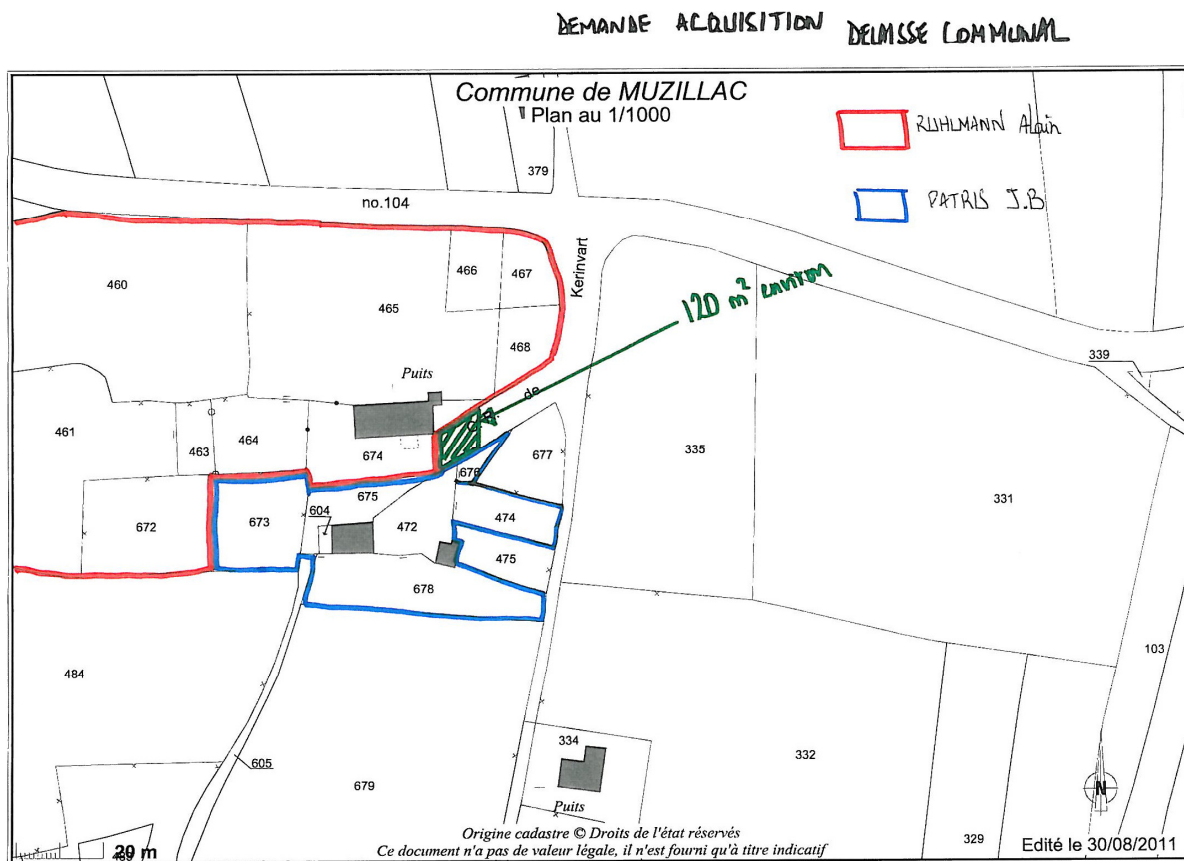 DEMANDE ACQUISITION DELAISSE COMMUNAL
Commune de MUZILLAC
Plan au 1/1000
RUHLMANN Alain
PATRIS J.B
379
no.104
Kerinvart
460
466
467
465
120 m² environ
468
339
Puits
de
461
463
464
674
677
335
331
676
675
672
673
604
472
474
475
678
484
103
334
332
605
679
Puits
N
329
20 m
Origine cadastre © Droits de l'état réservés
Ce document n'a pas de valeur légale, il n'est fourni qu'à titre indicatif
Edité le 30/08/2011